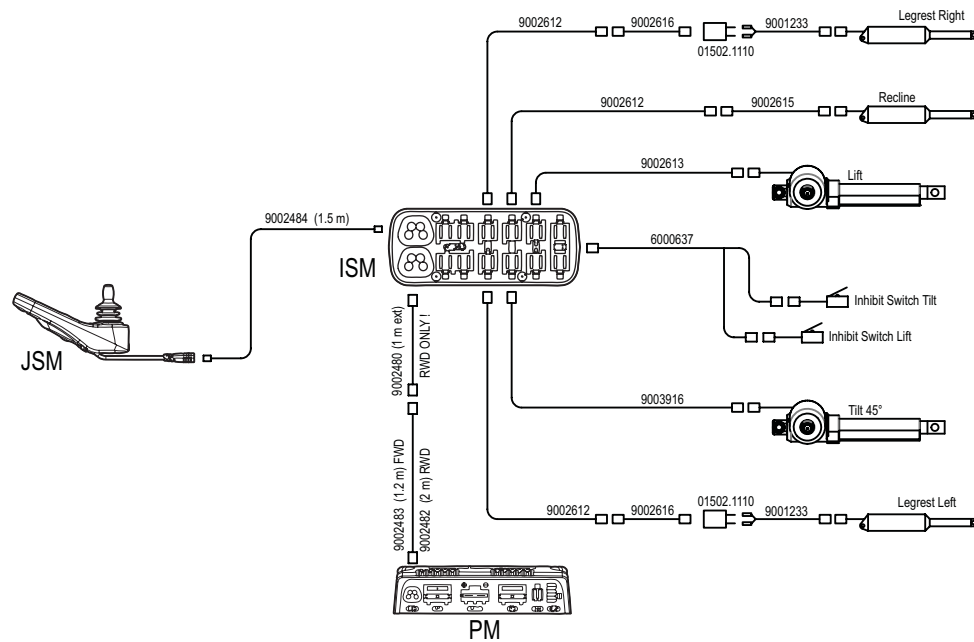 9002612
9002616
01502.1110
9001233
Legrest Right
9002612
9002615
Recline
9002613
Lift
9002484 (1.5 m)
ISM
6000637
Inhibit Switch Tilt
Inhibit Switch Lift
JSM
9002480 (1 m ext)
RWD ONLY!
9003916
Tilt 45°
9002483 (1.2 m) FWD
9002482 (2 m) RWD
9002612
9002616
01502.1110
9001233
Legrest Left
PM